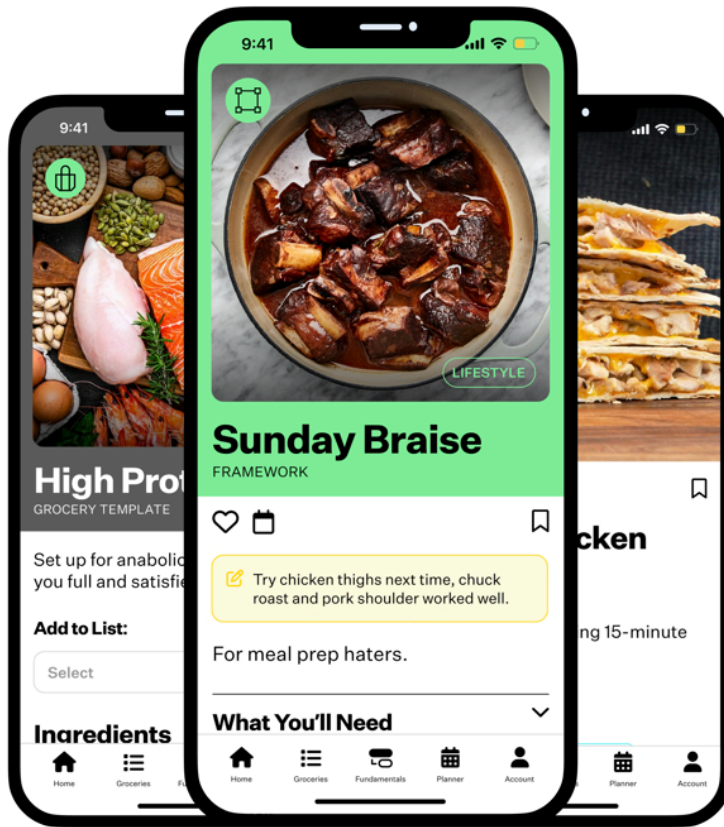 9:41
LIFESTYLE
Sunday Braise
FRAMEWORK
Try chicken thighs next time, chuck
roast and pork shoulder worked well.
For meal prep haters.
What You'll Need
Home Groceries Fundamentals Planner Account
9:41
High Prot
GROCERY TEMPLATE
Set up for anabolic
you full and satisfie
Add to List:
Select
Ingredients
Home Groceries Fu
cken
ng 15-minute
s Planner Account